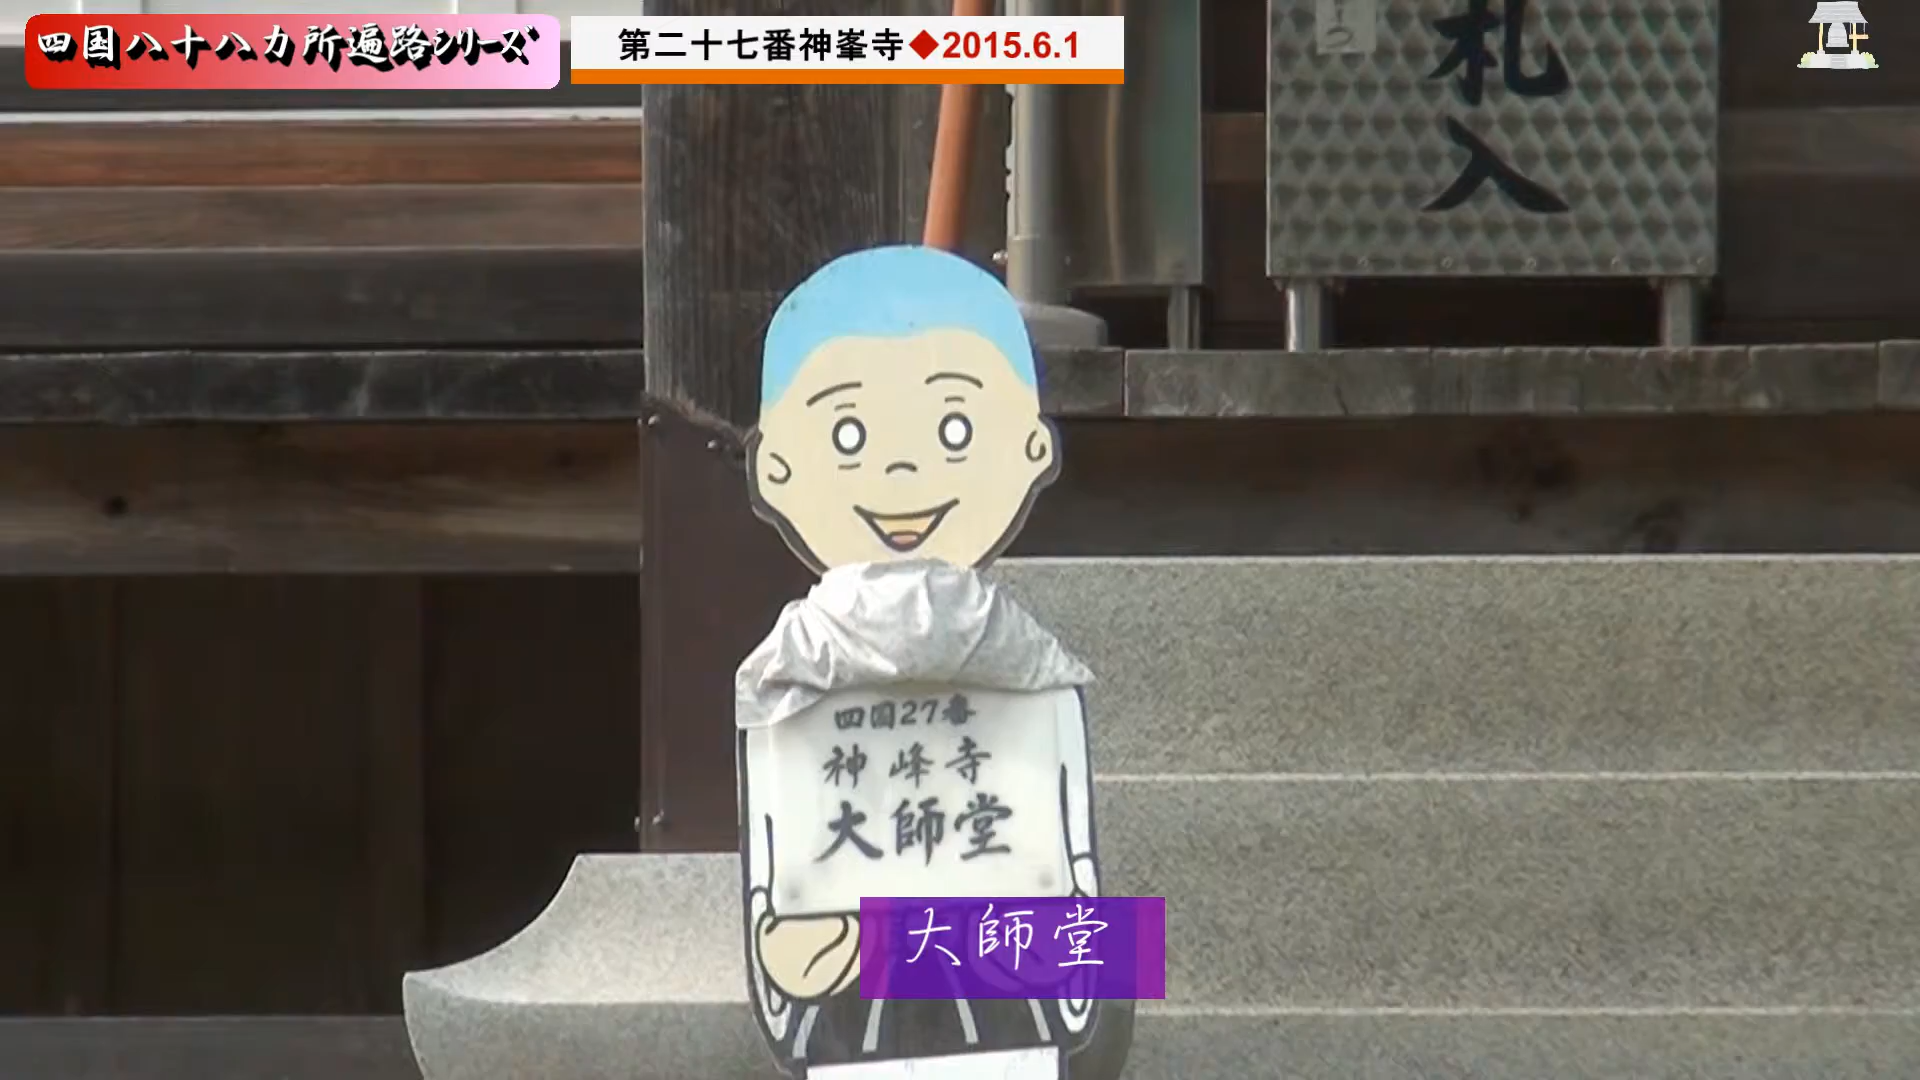 四国八十八カ所遍路シリーズ
第二十七番神峯寺◆2015.6.1
札入
四国27番
神峰寺
大師堂
大師堂